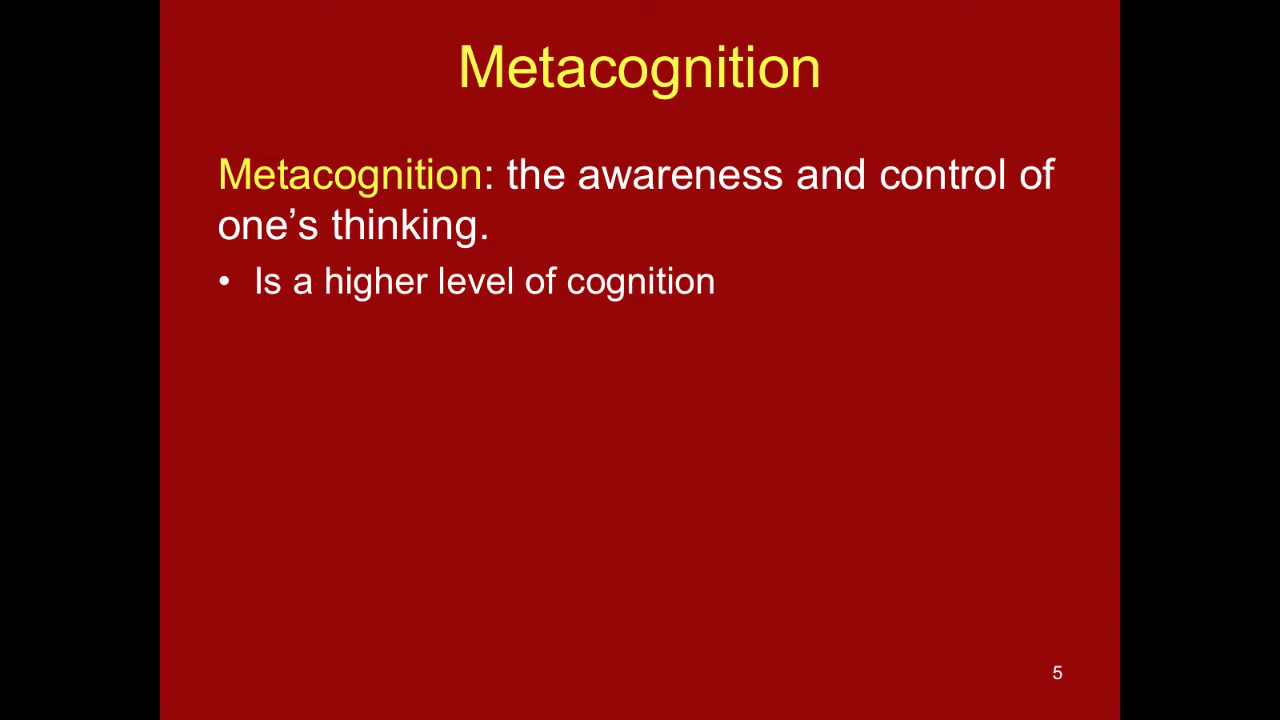 Metacognition
Metacognition: the awareness and control of
one’s thinking.
• Is a higher level of cognition
5